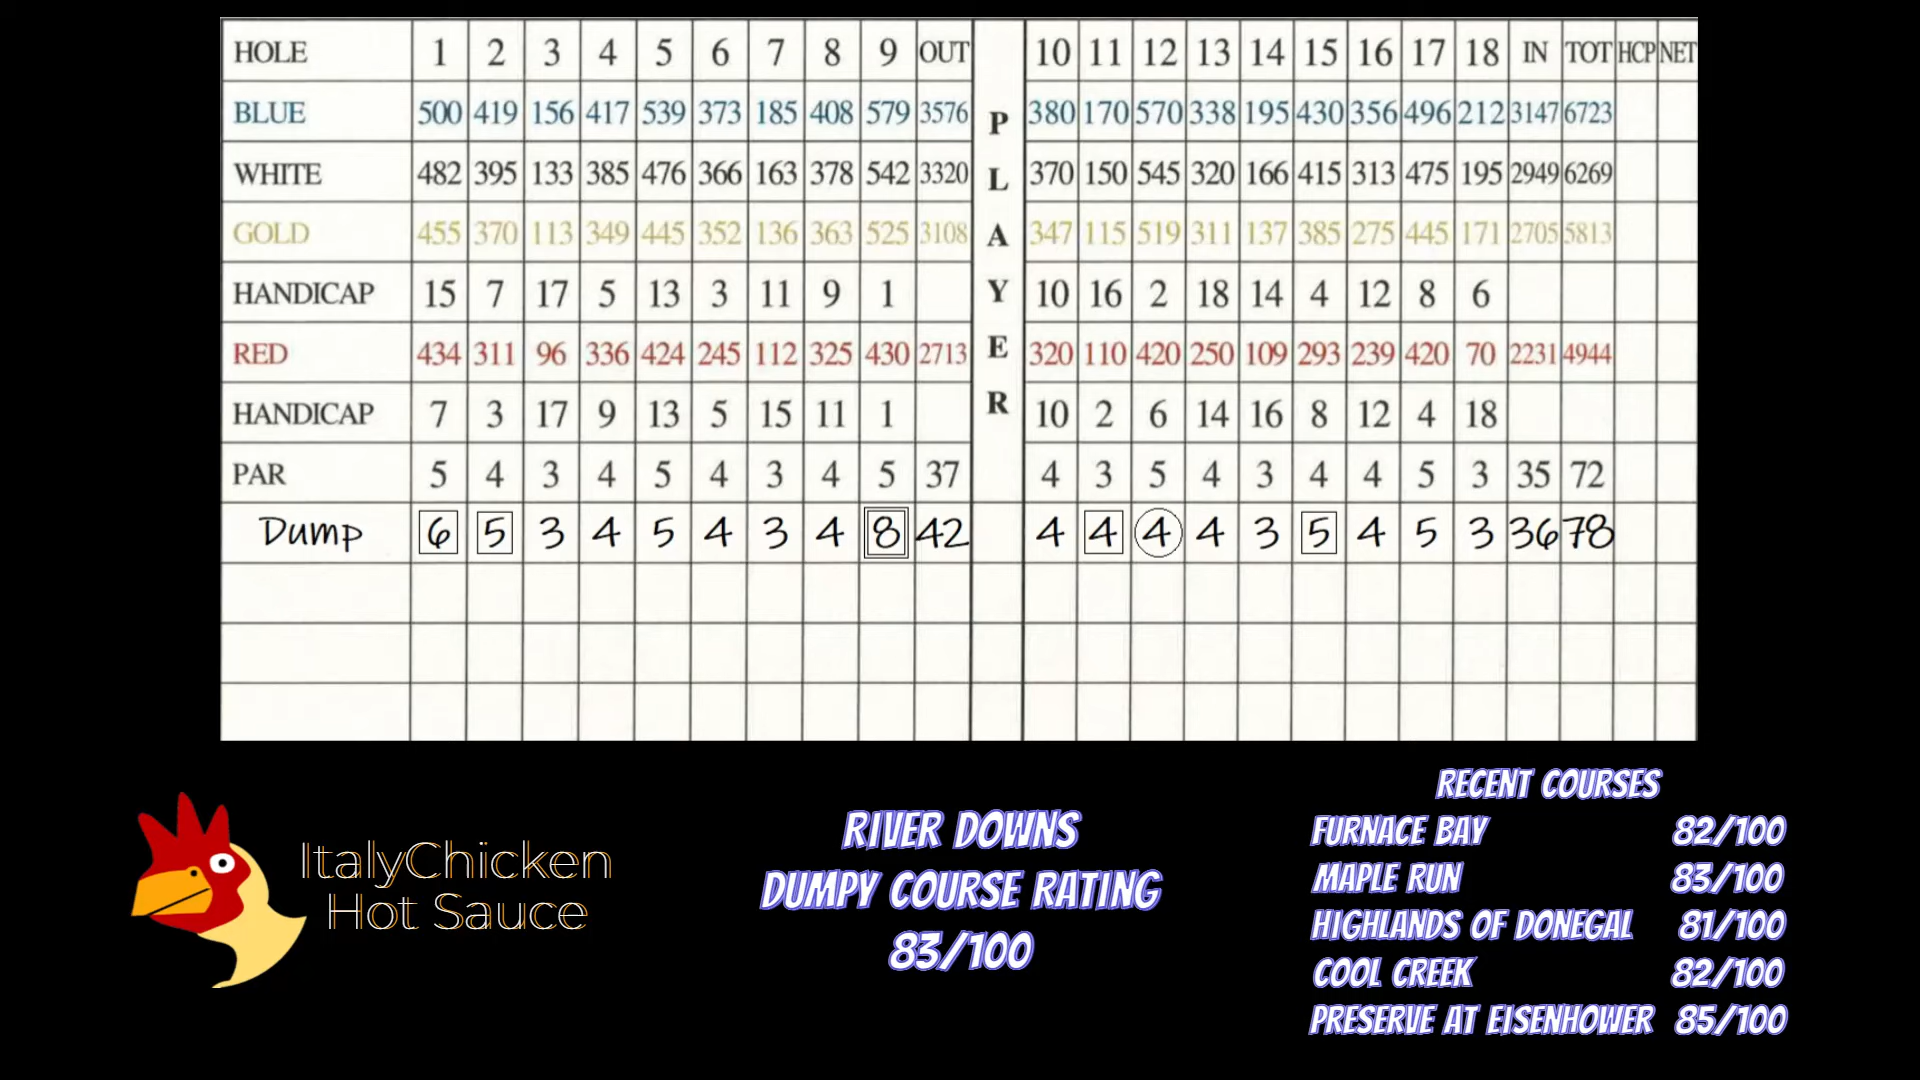 HOLE 1 2 3 4 5 6 7 8 9 OUT 10 11 12 13 14 15 16 17 18 IN TOT HCP NET
BLUE 500 419 156 417 539 373 185 408 579 3576 380 170 570 338 195 430 356 496 212 3147 6723
WHITE 482 395 133 385 476 366 163 378 542 3320 370 150 545 320 166 415 313 475 195 2949 6269
GOLD 455 370 113 349 445 352 136 363 525 3108 347 115 519 311 137 385 275 445 171 2705 5813
HANDICAP 15 7 17 5 13 3 11 9 1 10 16 2 18 14 4 12 8 6
RED 434 311 96 336 424 245 112 325 430 2713 320 110 420 250 109 293 239 420 70 2231 4944
HANDICAP 7 3 17 9 13 5 15 11 1 10 2 6 14 16 8 12 4 18
PAR 5 4 3 4 5 4 3 4 5 37 4 3 5 4 3 4 4 5 3 35 72
Dump 6 5 3 4 5 4 3 4 8 42 4 4 4 4 3 5 4 5 3 36 78
PLAYER
ItalyChicken
Hot Sauce
RIVER DOWNS
DUMPY COURSE RATING
83/100
RECENT COURSES
FURNACE BAY 82/100
MAPLE RUN 83/100
HIGHLANDS OF DONEGAL 81/100
COOL CREEK 82/100
PRESERVE AT EISENHOWER 85/100